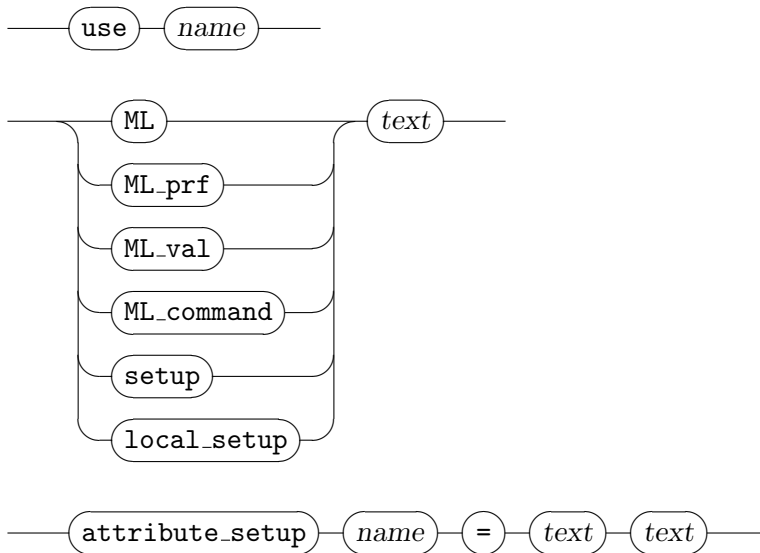 use name
ML text
ML_prf
ML_val
ML_command
setup
local_setup
attribute_setup name = text text